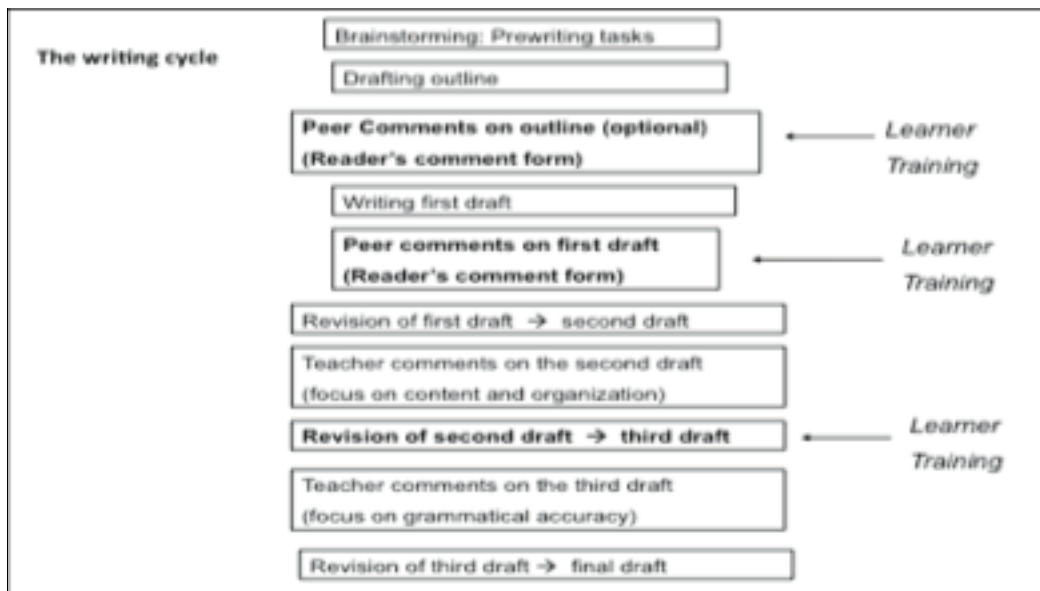 The writing cycle
Brainstorming: Prewriting tasks
Drafting outline
Peer Comments on outline (optional)
(Reader's comment form)
Learner
Training
Writing first draft
Peer comments on first draft
(Reader's comment form)
Learner
Training
Revision of first draft → second draft
Teacher comments on the second draft
(focus on content and organization)
Revision of second draft → third draft
Learner
Training
Teacher comments on the third draft
(focus on grammatical accuracy)
Revision of third draft → final draft